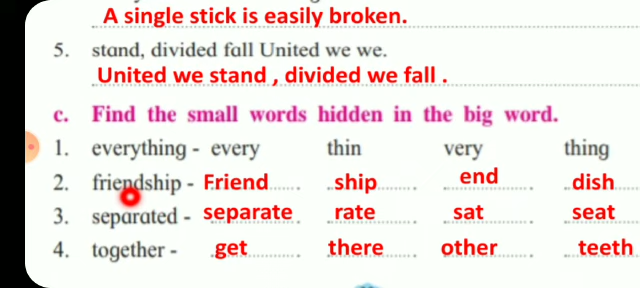 A single stick is easily broken.
5. stand, divided fall United we we.
United we stand , divided we fall .
c. Find the small words hidden in the big word.
1. everything - every thin very thing
2. friendship - Friend ship end dish
3. separated - separate rate sat seat
4. together - get there other teeth